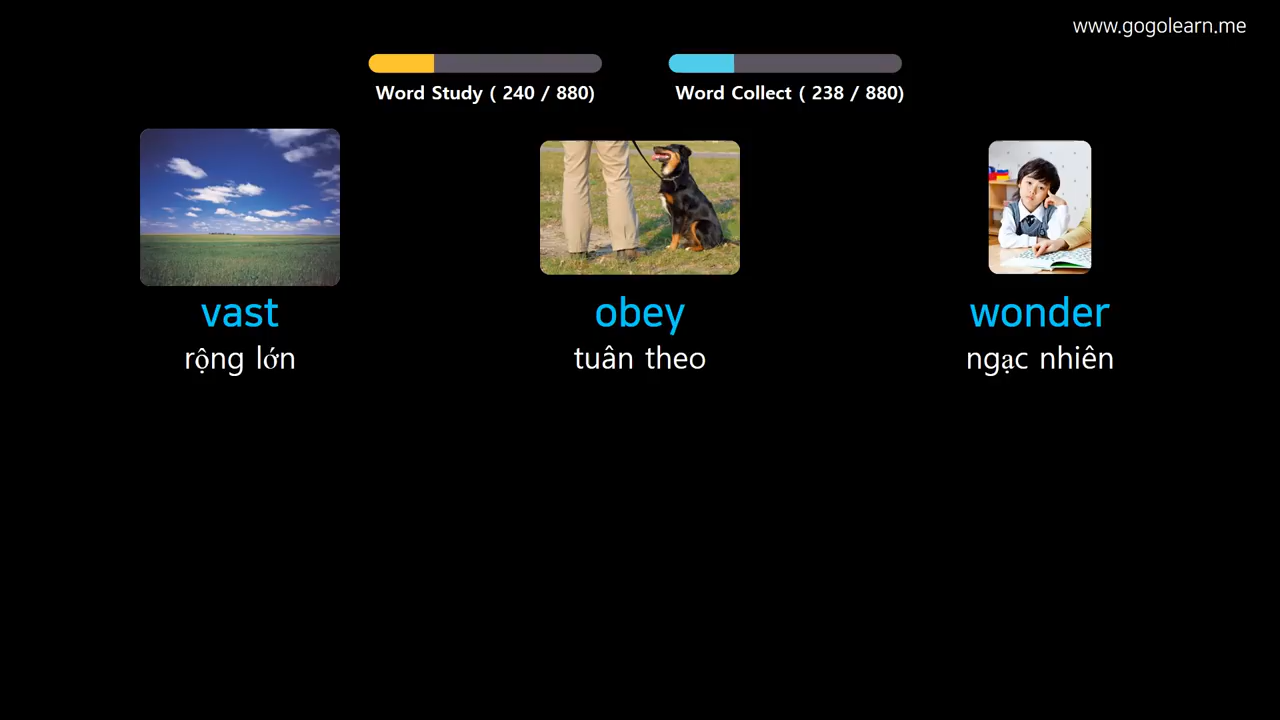 www.gogolearn.me
Word Study ( 240 / 880)
Word Collect ( 238 / 880)
vast
obey
wonder
rộng lớn
tuân theo
ngạc nhiên